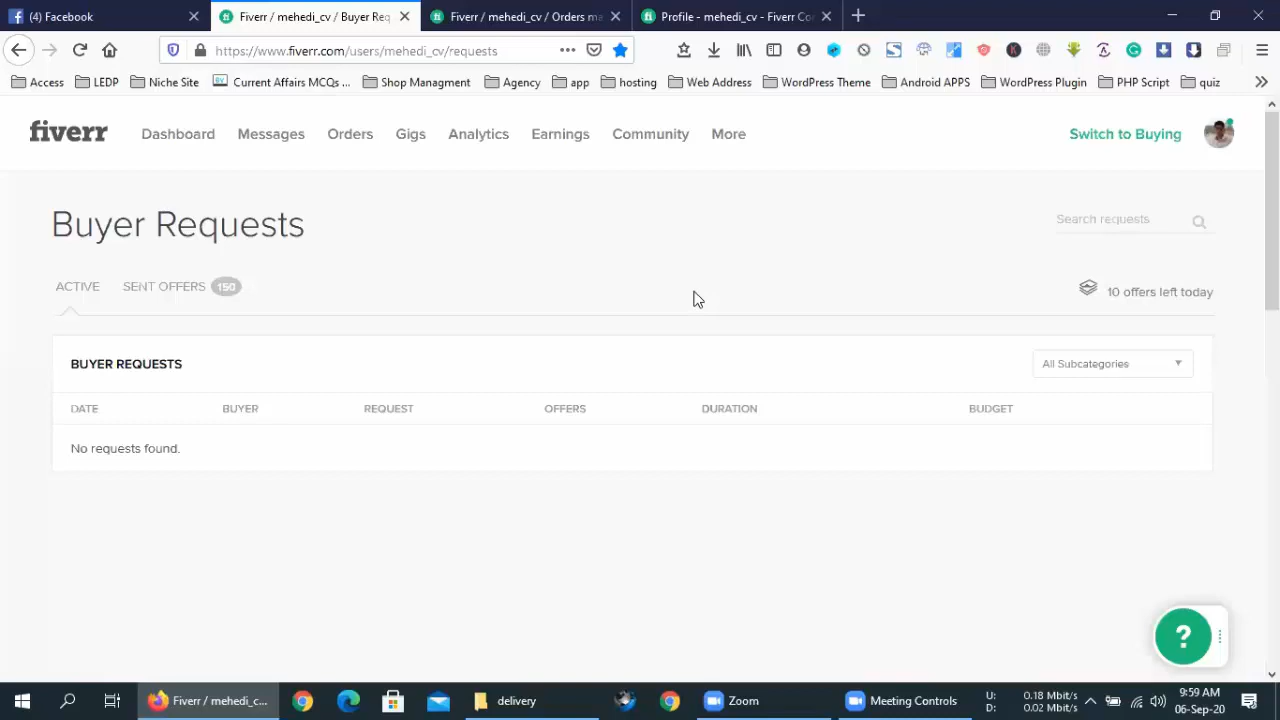 (4) Facebook
Fiverr / mehedi_cv / Buyer Req
Fiverr / mehedi_cv / Orders ma
Profile - mehedi_cv - Fiverr Co
https://www.fiverr.com/users/mehedi_cv/requests
Access
LEDP
Niche Site
Current Affairs MCQs ...
Shop Managment
Agency
app
hosting
Web Address
WordPress Theme
Android APPS
WordPress Plugin
PHP Script
quiz
fiverr
Dashboard
Messages
Orders
Gigs
Analytics
Earnings
Community
More
Switch to Buying
Buyer Requests
Search requests
ACTIVE
SENT OFFERS 150
10 offers left today
BUYER REQUESTS
All Subcategories
DATE
BUYER
REQUEST
OFFERS
DURATION
BUDGET
No requests found.
?
Fiverr / mehedi_c...
delivery
Zoom
Meeting Controls
U: 0.18 Mbit/s
D: 0.02 Mbit/s
9:59 AM
06-Sep-20